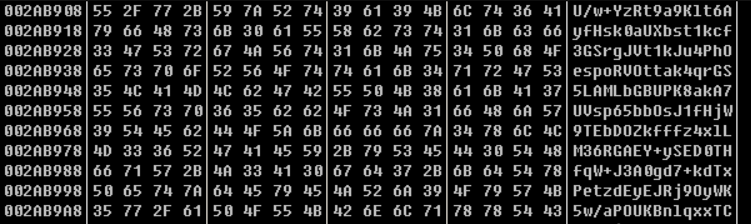 002AB908 55 2F 77 2B 59 7A 52 74 39 61 39 4B 6C 74 36 41 U/w+YzRt9a9Klt6A
002AB918 79 66 48 73 6B 30 61 55 58 62 73 74 31 6B 63 66 yfHsk0aUXbst1kcf
002AB928 33 47 53 72 67 4A 56 74 31 6B 4A 75 34 50 68 4F 3GSrgJVt1kJu4PhO
002AB938 65 73 70 6F 52 56 4F 74 74 61 6B 34 71 72 47 53 espoRVOttak4qrGS
002AB948 35 4C 41 4D 4C 62 47 42 55 50 4B 38 61 6B 41 37 5LAMLbGBUPK8akA7
002AB958 55 56 73 70 36 35 62 62 4F 73 4A 31 66 48 6A 57 UVsp65bbOsJ1fHjW
002AB968 39 54 45 62 44 4F 5A 6B 66 66 66 7A 34 78 6C 4C 9TEbDOZkfffz4xlL
002AB978 4D 33 36 52 47 41 45 59 2B 79 53 45 44 30 54 48 M36RGAEY+ySED0TH
002AB988 66 71 57 2B 4A 33 41 30 67 64 37 2B 6B 64 54 78 fqW+J3A0gd7+kdTx
002AB998 50 65 74 7A 64 45 79 45 4A 52 6A 39 4F 79 57 4B PetzdEyEJRj9OyWK
002AB9A8 35 77 2F 61 50 4F 55 4B 42 6E 6C 71 78 78 54 43 5w/aPOUKBnlqxxTC